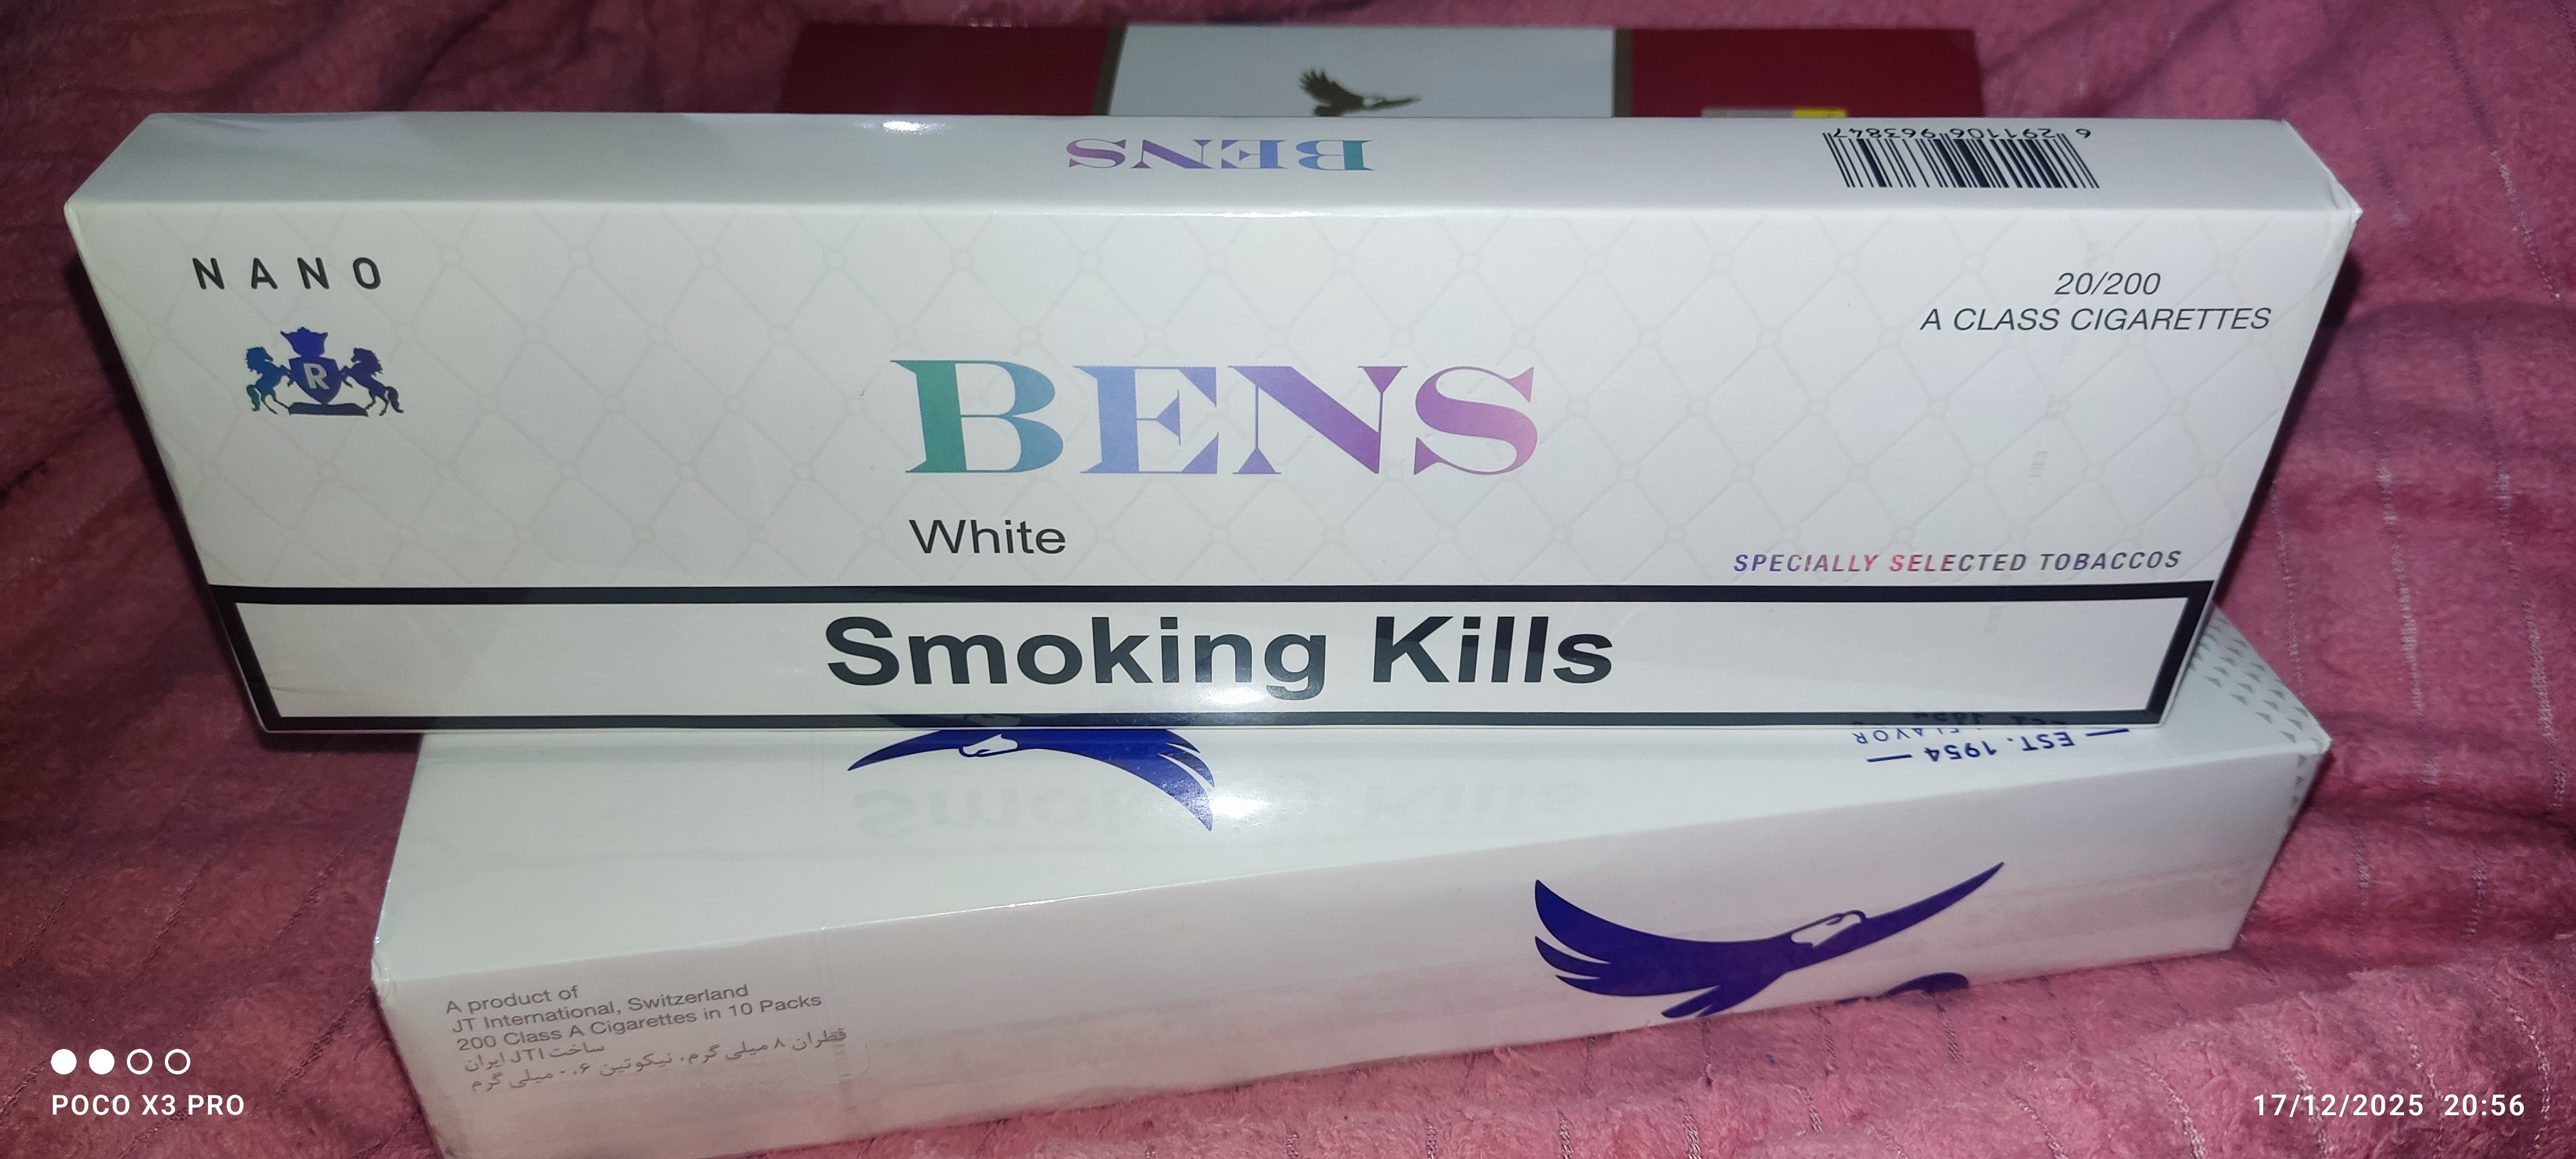 BENS
6 291106 963847
NANO
R
20/200
A CLASS CIGARETTES
BENS
White
SPECIALLY SELECTED TOBACCOS
Smoking Kills
EST. 1954
FLAVOR
A product of
JT International, Switzerland
200 Class A Cigarettes in 10 Packs
ساخت JTI ایران
قطران ۸ میلی گرم، نیکوتین ۰.۶ میلی گرم
POCO X3 PRO
17/12/2025 20:56